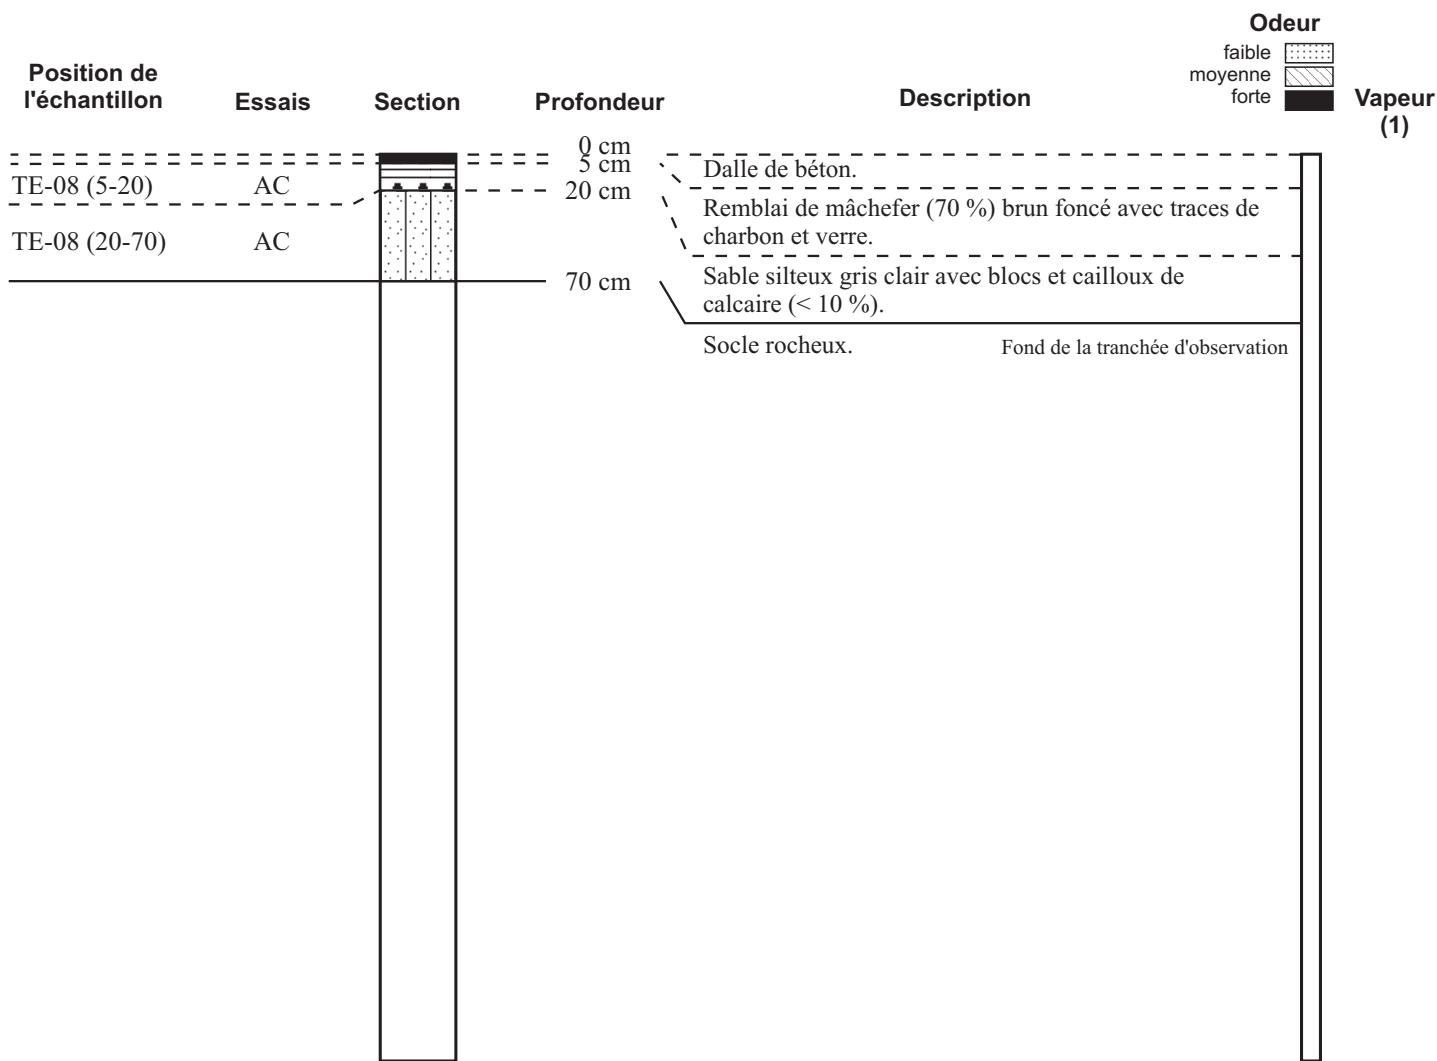 Odeur
faible
moyenne
forte
Position de
l'échantillon
Essais
Section
Profondeur
Description
Vapeur
(1)
0 cm
5 cm
Dalle de béton.
TE-08 (5-20)
AC
20 cm
Remblai de mâchefer (70 %) brun foncé avec traces de
charbon et verre.
TE-08 (20-70)
AC
70 cm
Sable silteux gris clair avec blocs et cailloux de
calcaire (< 10 %).
Socle rocheux.
Fond de la tranchée d'observation